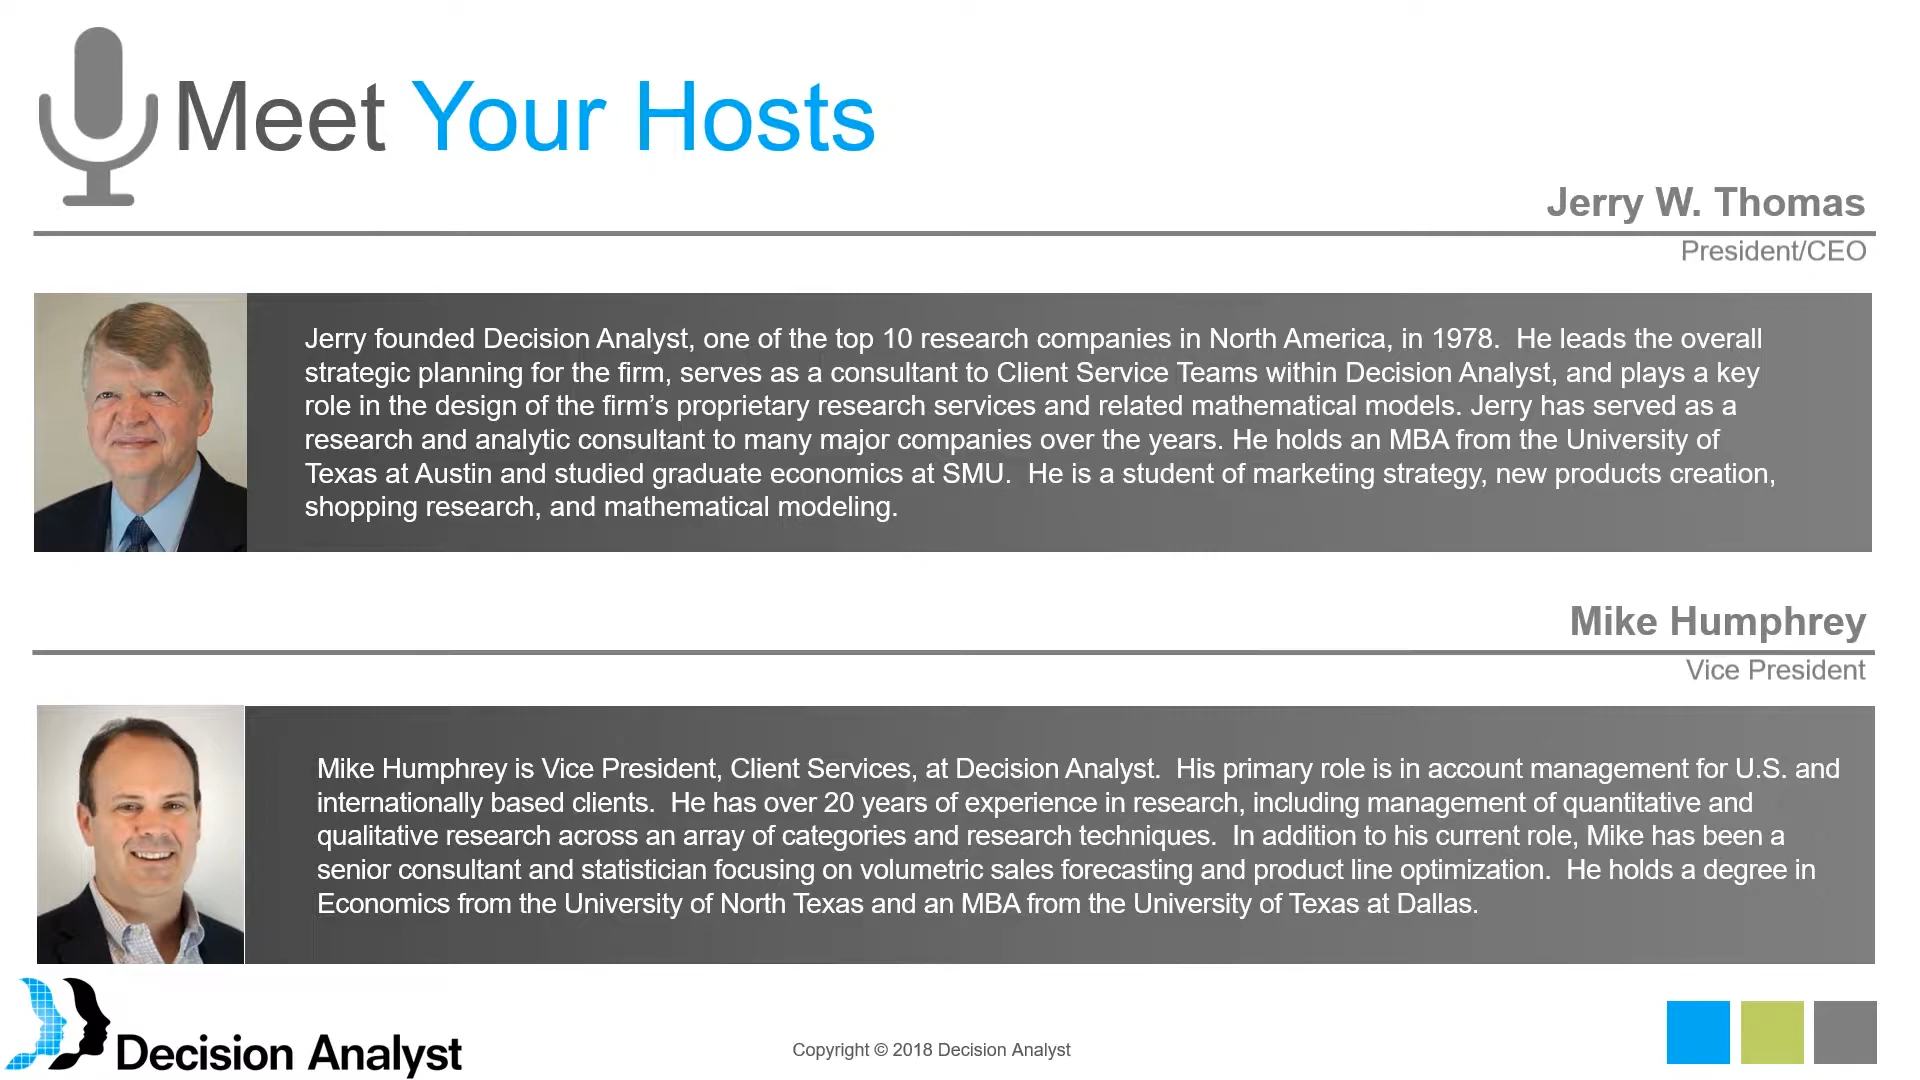 Meet Your Hosts
Jerry W. Thomas
President/CEO
Jerry founded Decision Analyst, one of the top 10 research companies in North America, in 1978.  He leads the overall
strategic planning for the firm, serves as a consultant to Client Service Teams within Decision Analyst, and plays a key
role in the design of the firm’s proprietary research services and related mathematical models. Jerry has served as a
research and analytic consultant to many major companies over the years. He holds an MBA from the University of
Texas at Austin and studied graduate economics at SMU.  He is a student of marketing strategy, new products creation,
shopping research, and mathematical modeling.
Mike Humphrey
Vice President
Mike Humphrey is Vice President, Client Services, at Decision Analyst.  His primary role is in account management for U.S. and
internationally based clients.  He has over 20 years of experience in research, including management of quantitative and
qualitative research across an array of categories and research techniques.  In addition to his current role, Mike has been a
senior consultant and statistician focusing on volumetric sales forecasting and product line optimization.  He holds a degree in
Economics from the University of North Texas and an MBA from the University of Texas at Dallas.
Decision Analyst
Copyright © 2018 Decision Analyst